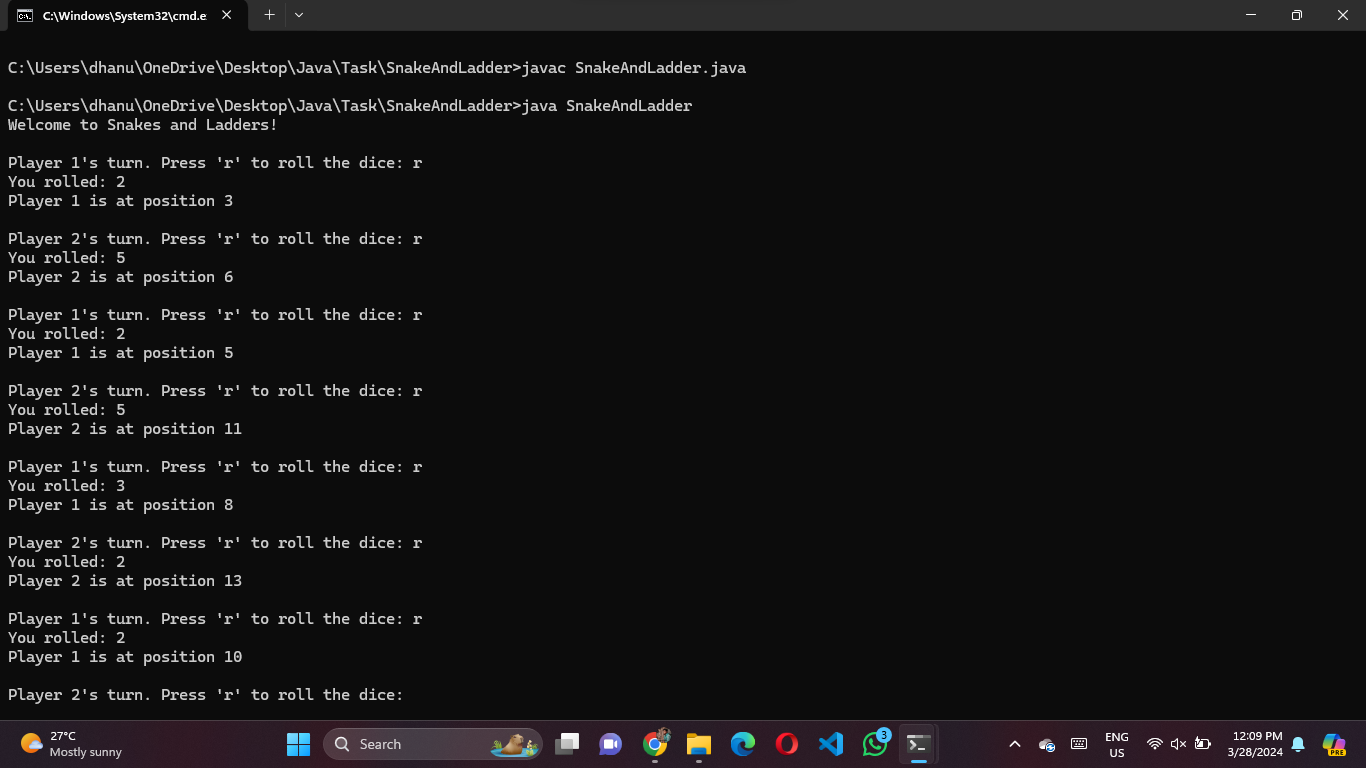 C:\Windows\System32\cmd.e
C:\Users\dhanu\OneDrive\Desktop\Java\Task\SnakeAndLadder>javac SnakeAndLadder.java
C:\Users\dhanu\OneDrive\Desktop\Java\Task\SnakeAndLadder>java SnakeAndLadder
Welcome to Snakes and Ladders!
Player 1's turn. Press 'r' to roll the dice: r
You rolled: 2
Player 1 is at position 3
Player 2's turn. Press 'r' to roll the dice: r
You rolled: 5
Player 2 is at position 6
Player 1's turn. Press 'r' to roll the dice: r
You rolled: 2
Player 1 is at position 5
Player 2's turn. Press 'r' to roll the dice: r
You rolled: 5
Player 2 is at position 11
Player 1's turn. Press 'r' to roll the dice: r
You rolled: 3
Player 1 is at position 8
Player 2's turn. Press 'r' to roll the dice: r
You rolled: 2
Player 2 is at position 13
Player 1's turn. Press 'r' to roll the dice: r
You rolled: 2
Player 1 is at position 10
Player 2's turn. Press 'r' to roll the dice:
27°C
Mostly sunny
Search
3
ENG
US
12:09 PM
3/28/2024
PRE